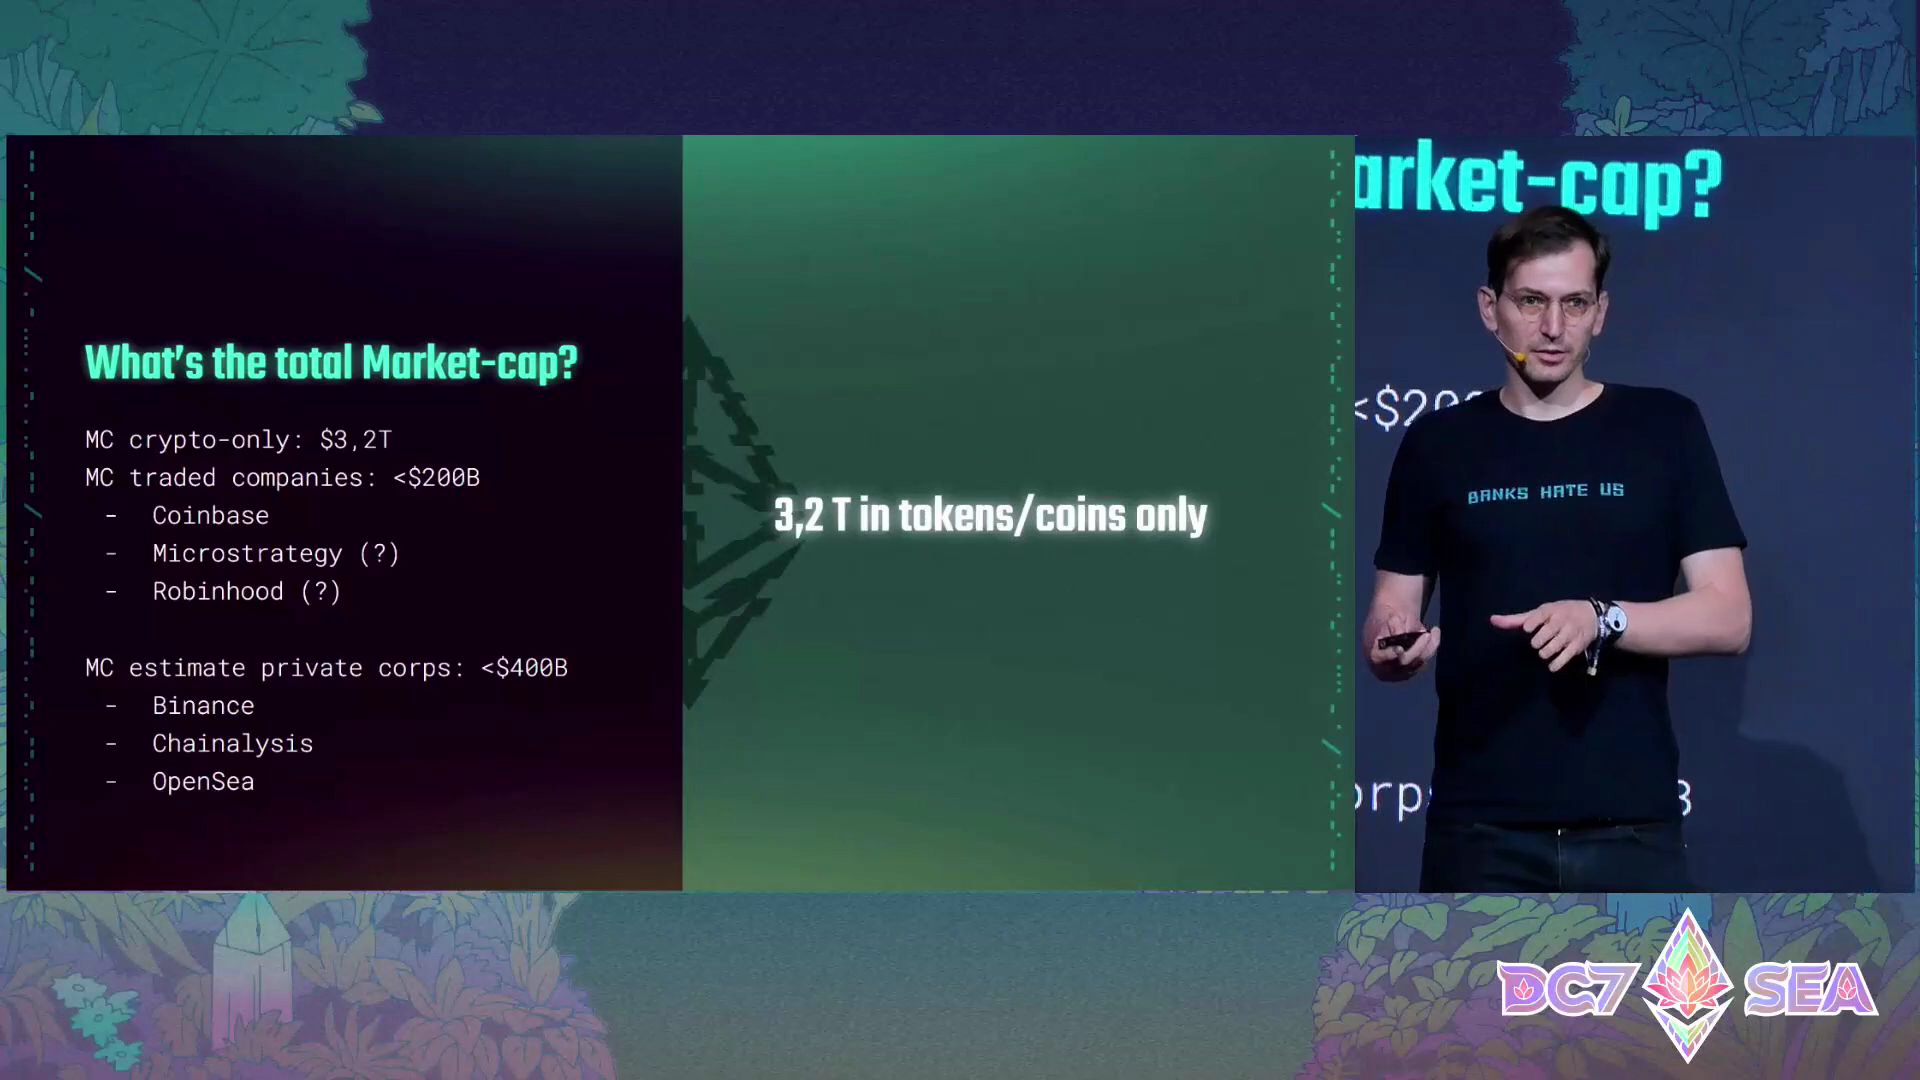 What's the total Market-cap?
MC crypto-only: $3,2T
MC traded companies: <$200B
- Coinbase
- Microstrategy (?)
- Robinhood (?)
MC estimate private corps: <$400B
- Binance
- Chainalysis
- OpenSea
3,2 T in tokens/coins only
arket-cap?
<$200
BANKS HATE US
orps
B
DC7 SEA